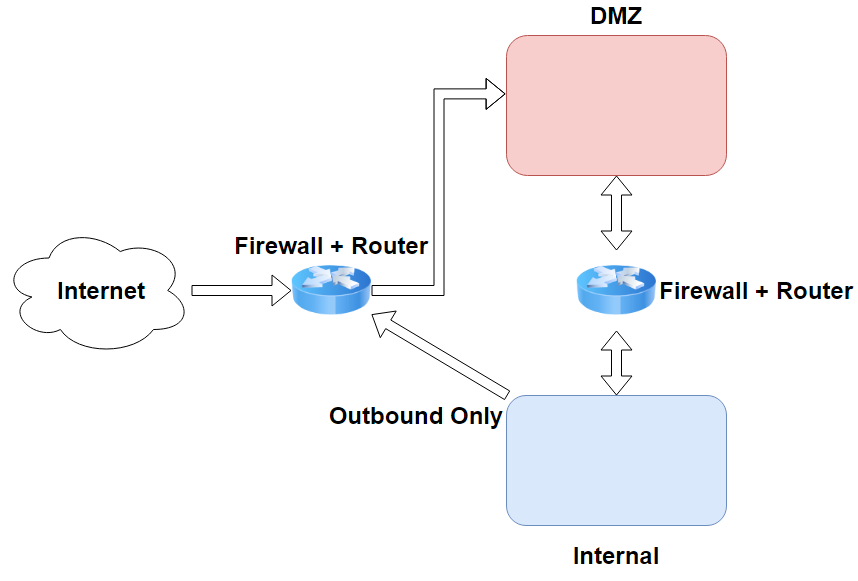 DMZ
Firewall + Router
Internet
Firewall + Router
Outbound Only
Internal